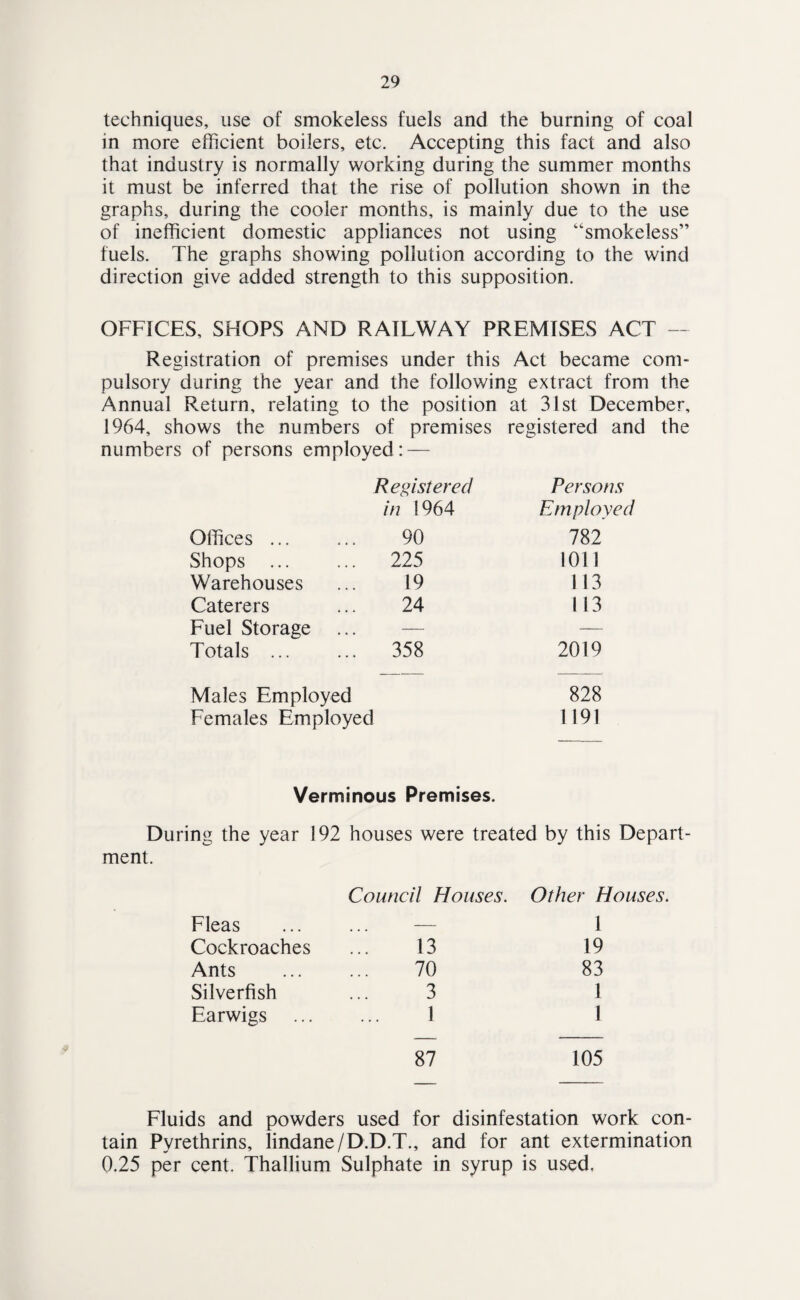 29
techniques, use of smokeless fuels and the burning of coal
in more efficient boilers, etc. Accepting this fact and also
that industry is normally working during the summer months
it must be inferred that the rise of pollution shown in the
graphs, during the cooler months, is mainly due to the use
of inefficient domestic appliances not using “smokeless”
fuels. The graphs showing pollution according to the wind
direction give added strength to this supposition.
OFFICES, SHOPS AND RAILWAY PREMISES ACT —
Registration of premises under this Act became com-
pulsory during the year and the following extract from the
Annual Return, relating to the position at 31st December,
1964, shows the numbers of premises registered and the
numbers of persons employed: —
Registered Persons
in 1964 Employed
Offices ... ... 90 782
Shops ... ... 225 1011
Warehouses ... 19 113
Caterers ... 24 113
Fuel Storage ... — —
Totals ... ... 358 2019
Males Employed 828
Females Employed 1191
Verminous Premises.
During the year 192 houses were treated by this Depart-
ment.
Council Houses. Other Houses.
Fleas ... ... — 1
Cockroaches ... 13 19
Ants ... ... 70 83
Silverfish ... 3 1
Earwigs ... ... 1 1
87 105
Fluids and powders used for disinfestation work con-
tain Pyrethrins, lindane/D.D.T., and for ant extermination
0.25 per cent. Thallium Sulphate in syrup is used.